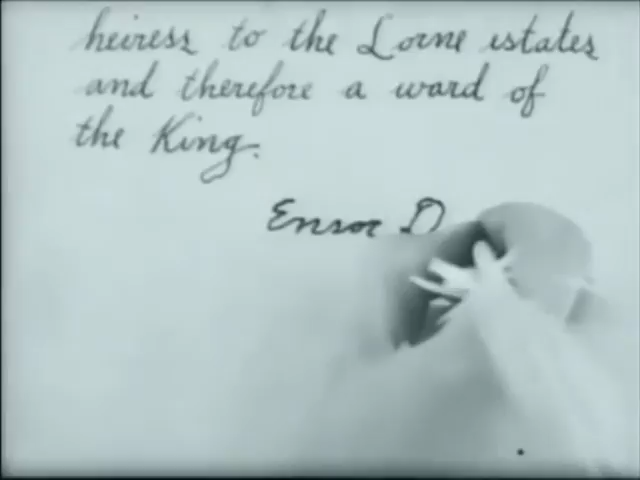 heiress to the Lorne estates
and therefore a ward of
the King.
Ensor D